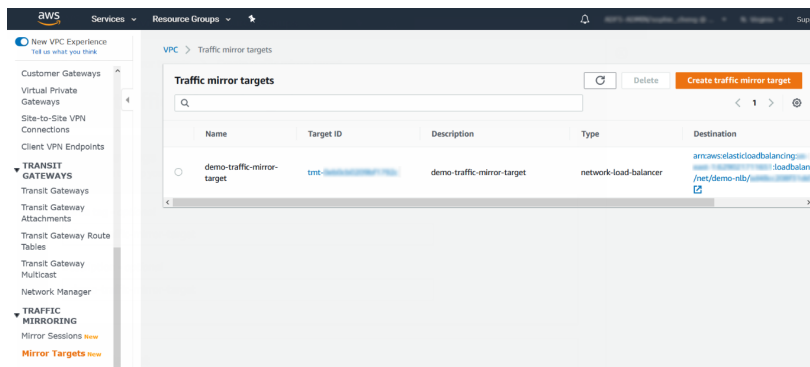 aws
Services
Resource Groups
Sup
New VPC Experience
Tell us what you think
Customer Gateways
Virtual Private
Gateways
Site-to-Site VPN
Connections
Client VPN Endpoints
TRANSIT
GATEWAYS
Transit Gateways
Transit Gateway
Attachments
Transit Gateway Route
Tables
Transit Gateway
Multicast
Network Manager
TRAFFIC
MIRRORING
Mirror Sessions New
Mirror Targets New
VPC > Traffic mirror targets
Traffic mirror targets
Delete
Create traffic mirror target
1
Name Target ID Description Type Destination
demo-traffic-mirror-
target
tmt-
demo-traffic-mirror-target
network-load-balancer
arn:aws:elasticloadbalancing:
:loadbalan
/net/demo-nlb/